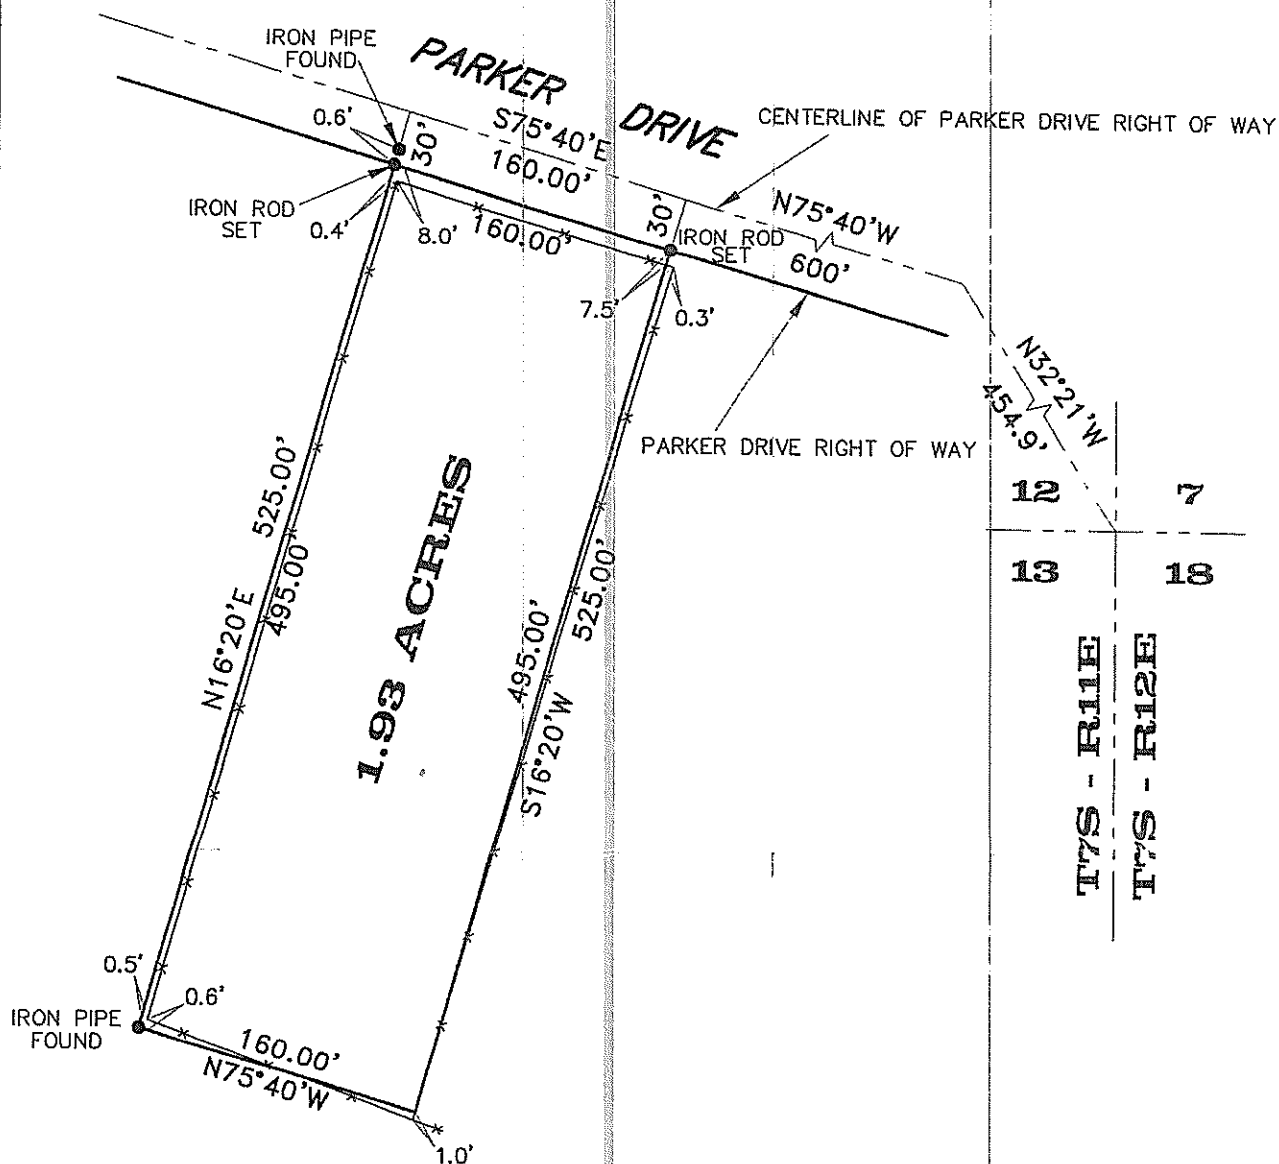 IRON PIPE
FOUND
PARKER DRIVE
0.6'
30'
S75°40'E
160.00'
CENTERLINE OF PARKER DRIVE RIGHT OF WAY
IRON ROD
SET
0.4'
8.0'
160.00'
30'
IRON ROD
SET
N75°40'W
600'
7.5'
0.3'
N32°21'W
454.9'
PARKER DRIVE RIGHT OF WAY
12
7
13
18
525.00'
495.00'
N16°20'E
1.93 ACRES
495.00'
525.00'
S16°20'W
T7S - R11E
T7S - R12E
0.5'
0.6'
IRON PIPE
FOUND
160.00'
N75°40'W
1.0'